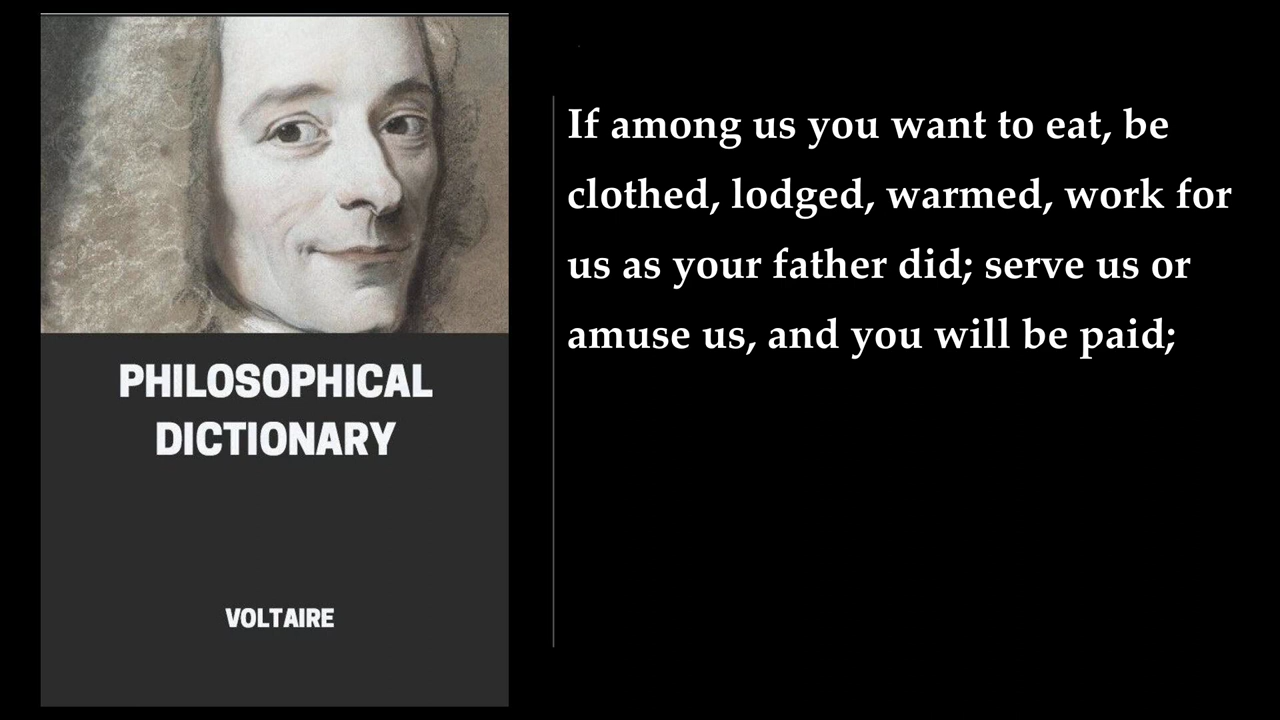 PHILOSOPHICAL
DICTIONARY
VOLTAIRE
If among us you want to eat, be
clothed, lodged, warmed, work for
us as your father did; serve us or
amuse us, and you will be paid;